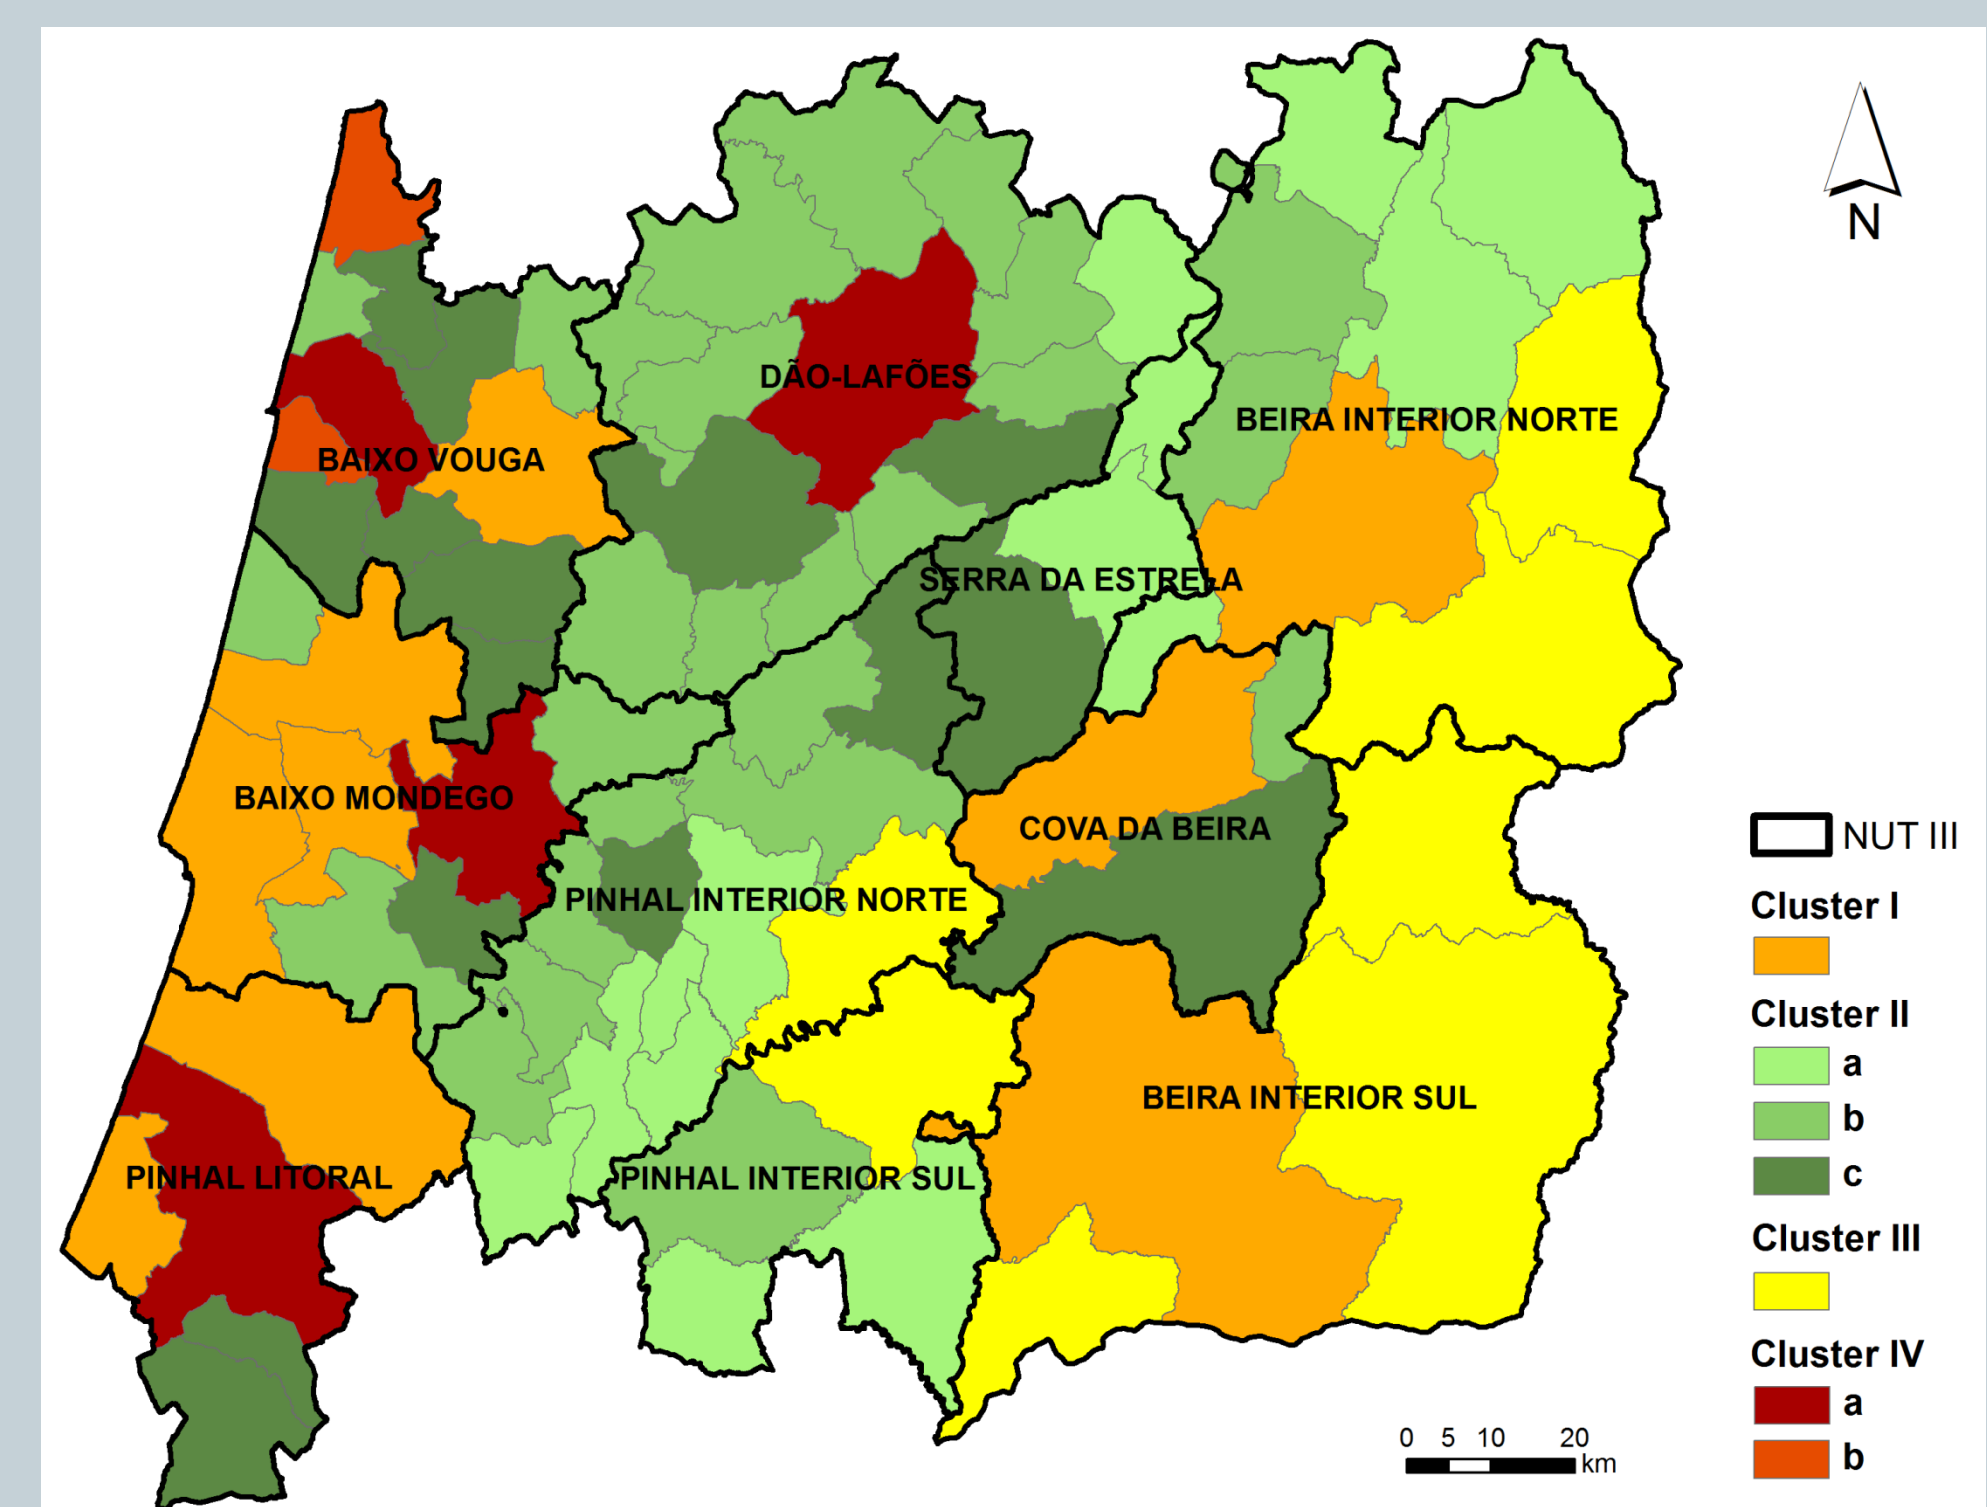 N
DÃO-LAFÕES
BEIRA INTERIOR NORTE
BAIXO VOUGA
SERRA DA ESTRELA
BAIXO MONDEGO
COVA DA BEIRA
PINHAL INTERIOR NORTE
BEIRA INTERIOR SUL
PINHAL LITORAL
PINHAL INTERIOR SUL
NUT III
Cluster I
Cluster II
a
b
c
Cluster III
Cluster IV
a
b
0 5 10 20
km